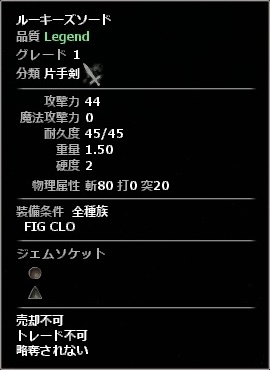 ルーキーズソード
品質 Legend
グレード 1
分類 片手剣
攻撃力 44
魔法攻撃力 0
耐久度 45/45
重量 1.50
硬度 2
物理属性 斬80 打0 突20
装備条件 全種族
FIG CLO
ジェムソケット
売却不可
トレード不可
略奪されない